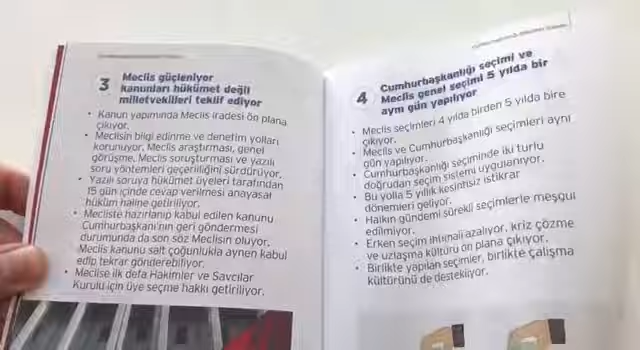 3
Meclis güçleniyor
kanunları hükümet değil
milletvekilleri teklif ediyor
• Kanun yapımında Meclis iradesi ön plana
çıkıyor.
• Meclisin bilgi edinme ve denetim yolları
korunuyor. Meclis araştırması, genel
görüşme, Meclis soruşturması ve yazılı
soru yöntemleri geçerliliğini sürdürüyor.
• Yazılı soruya hükümet üyeleri tarafından
15 gün içinde cevap verilmesi anayasal
hüküm haline getiriliyor.
• Mecliste hazırlanıp kabul edilen kanunu
Cumhurbaşkanı'nın geri göndermesi
durumunda da son söz Meclisin oluyor.
Meclis kanunu salt çoğunlukla aynen kabul
edip tekrar gönderebiliyor.
• Meclise ilk defa Hakimler ve Savcılar
Kurulu için üye seçme hakkı getiriliyor.
4
Cumhurbaşkanlığı seçimi ve
Meclis genel seçimi 5 yılda bir
aynı gün yapılıyor
• Meclis seçimleri 4 yılda birden 5 yılda bire
çıkıyor.
• Meclis ve Cumhurbaşkanlığı seçimleri aynı
gün yapılıyor.
• Cumhurbaşkanlığı seçiminde iki turlu
doğrudan seçim sistemi uygulanıyor.
• Bu yolla 5 yıllık kesintisiz istikrar
dönemleri geliyor.
• Halkın gündemi sürekli seçimlerle meşgul
edilmiyor.
• Erken seçim ihtimali azalıyor, kriz çözme
ve uzlaşma kültürü ön plana çıkıyor.
• Birlikte yapılan seçimler, birlikte çalışma
kültürünü de destekliyor.